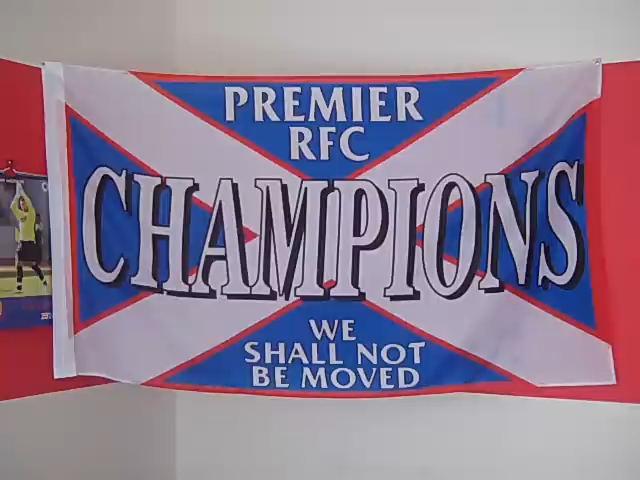 PREMIER
RFC
CHAMPIONS
WE
SHALL NOT
BE MOVED